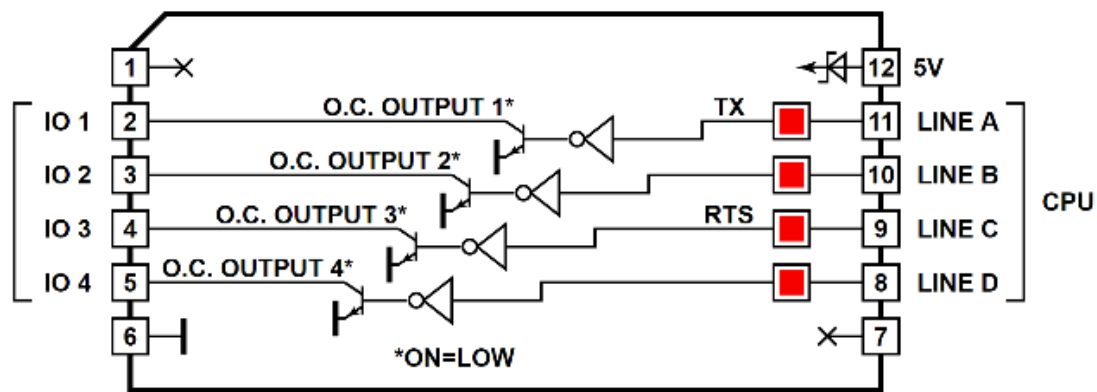 1 12 5V
IO 1 2 O.C. OUTPUT 1* TX 11 LINE A
IO 2 3 O.C. OUTPUT 2* 10 LINE B
CPU
IO 3 4 O.C. OUTPUT 3* RTS 9 LINE C
IO 4 5 O.C. OUTPUT 4* 8 LINE D
6 7
*ON=LOW